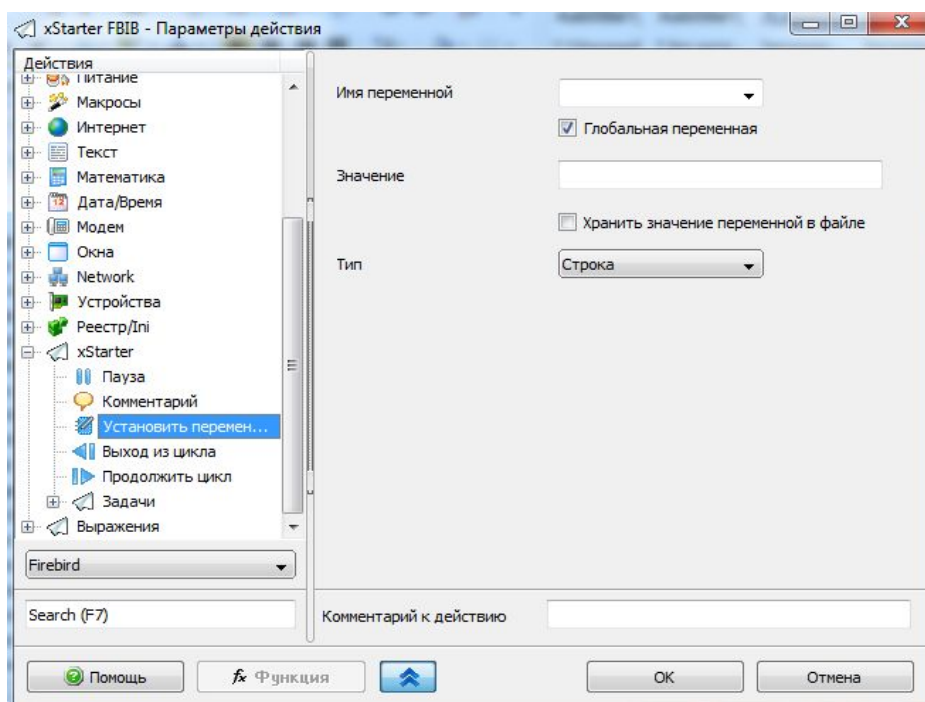 xStarter FBIB - Параметры действия
Действия
Питание
Макросы
Интернет
Текст
Математика
Дата/Время
Модем
Окна
Network
Устройства
Реестр/Ini
xStarter
Пауза
Комментарий
Установить перемен...
Выход из цикла
Продолжить цикл
Задачи
Выражения
Firebird
Search (F7)
Имя переменной
Глобальная переменная
Значение
Хранить значение переменной в файле
Тип
Строка
Комментарий к действию
Помощь
fx Функция
OK
Отмена